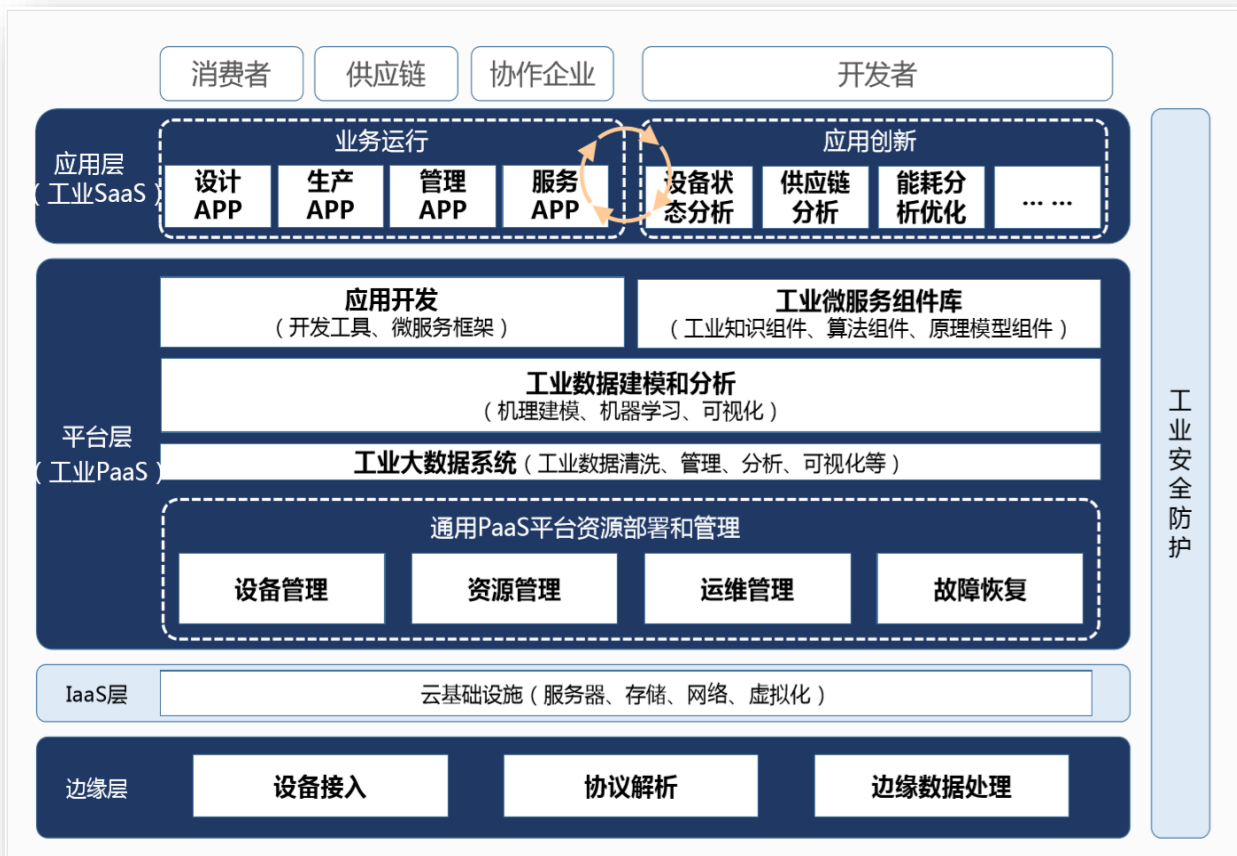 消费者
供应链
协作企业
开发者
应用层
（工业SaaS）
业务运行
设计
APP
生产
APP
管理
APP
服务
APP
应用创新
设备状
态分析
供应链
分析
能耗分
析优化
... ...
平台层
（工业PaaS）
应用开发
（开发工具、微服务框架）
工业微服务组件库
（工业知识组件、算法组件、原理模型组件）
工业数据建模和分析
（机理建模、机器学习、可视化）
工业大数据系统（工业数据清洗、管理、分析、可视化等）
通用PaaS平台资源部署和管理
设备管理
资源管理
运维管理
故障恢复
IaaS层
云基础设施（服务器、存储、网络、虚拟化）
边缘层
设备接入
协议解析
边缘数据处理
工业安全防护